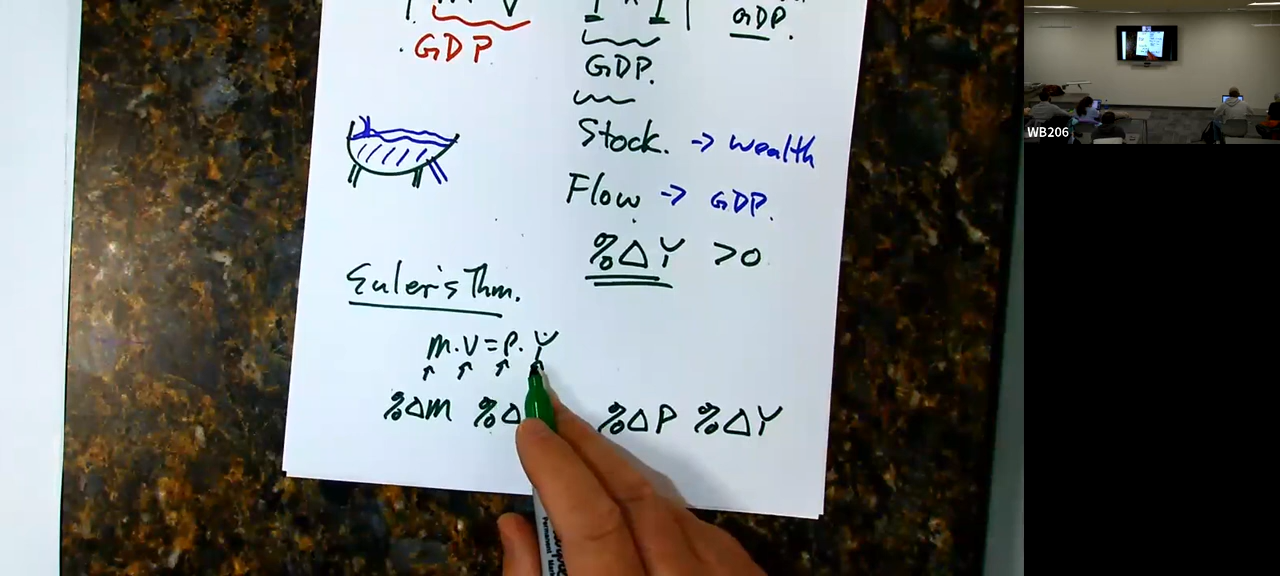 GDP
GDP.
GDP.
Stock. → wealth
Flow → GDP.
%ΔY >0
Euler's Thm.
M.V=P.Y
%ΔM %Δ %ΔP %ΔY
WB206